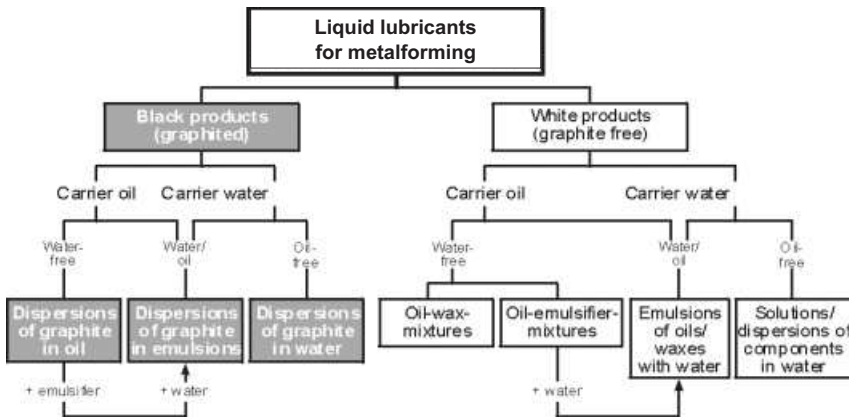 Liquid lubricants
for metalforming
Black products
(graphited)
White products
(graphite free)
Carrier oil
Carrier water
Carrier oil
Carrier water
Water-
free
Water/
oil
Oil-
free
Water-
free
Water/
oil
Oil-
free
Dispersions
of graphite
in oil
Dispersions
of graphite
in emulsions
Dispersions
of graphite
in water
Oil-wax-
mixtures
Oil-emulsifier-
mixtures
Emulsions
of oils/
waxes
with water
Solutions/
dispersions of
components
in water
+ emulsifier
+ water
+ water